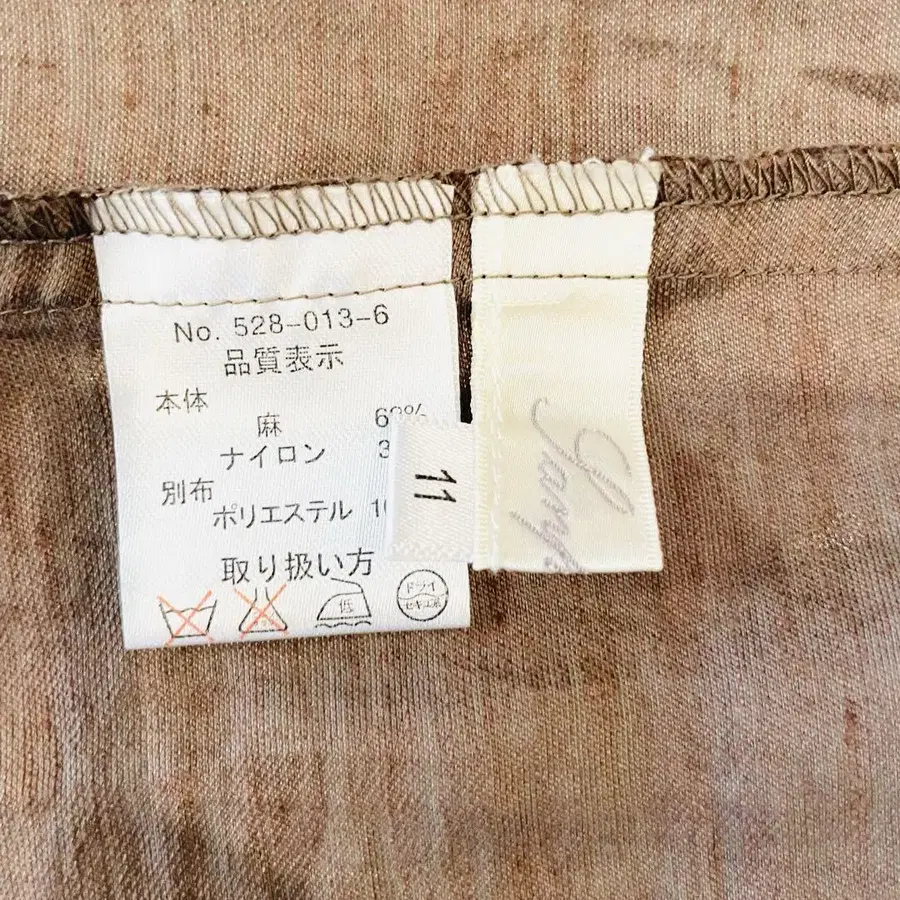 No. 528-013-6
品質表示
本体
麻
ナイロン
別布
ポリエステル
取り扱い方
低
ドライ
セキユ系
11